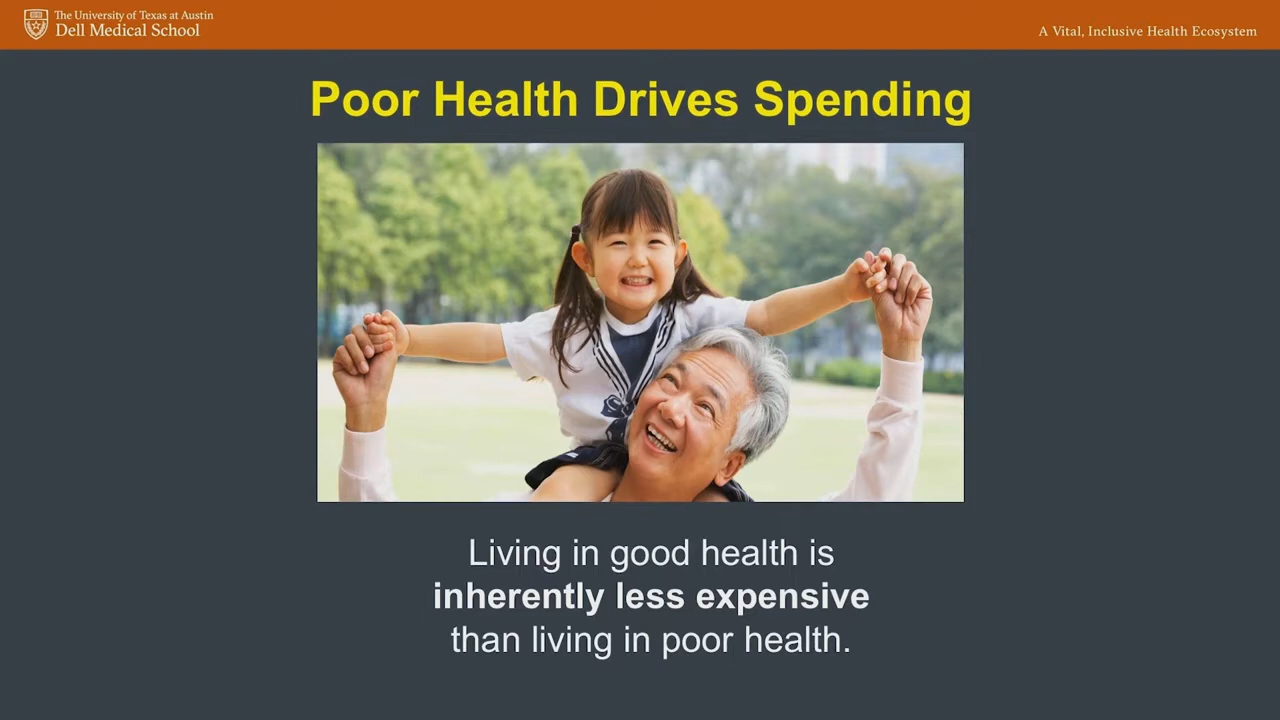 The University of Texas at Austin
Dell Medical School
A Vital, Inclusive Health Ecosystem
Poor Health Drives Spending
Living in good health is
inherently less expensive
than living in poor health.